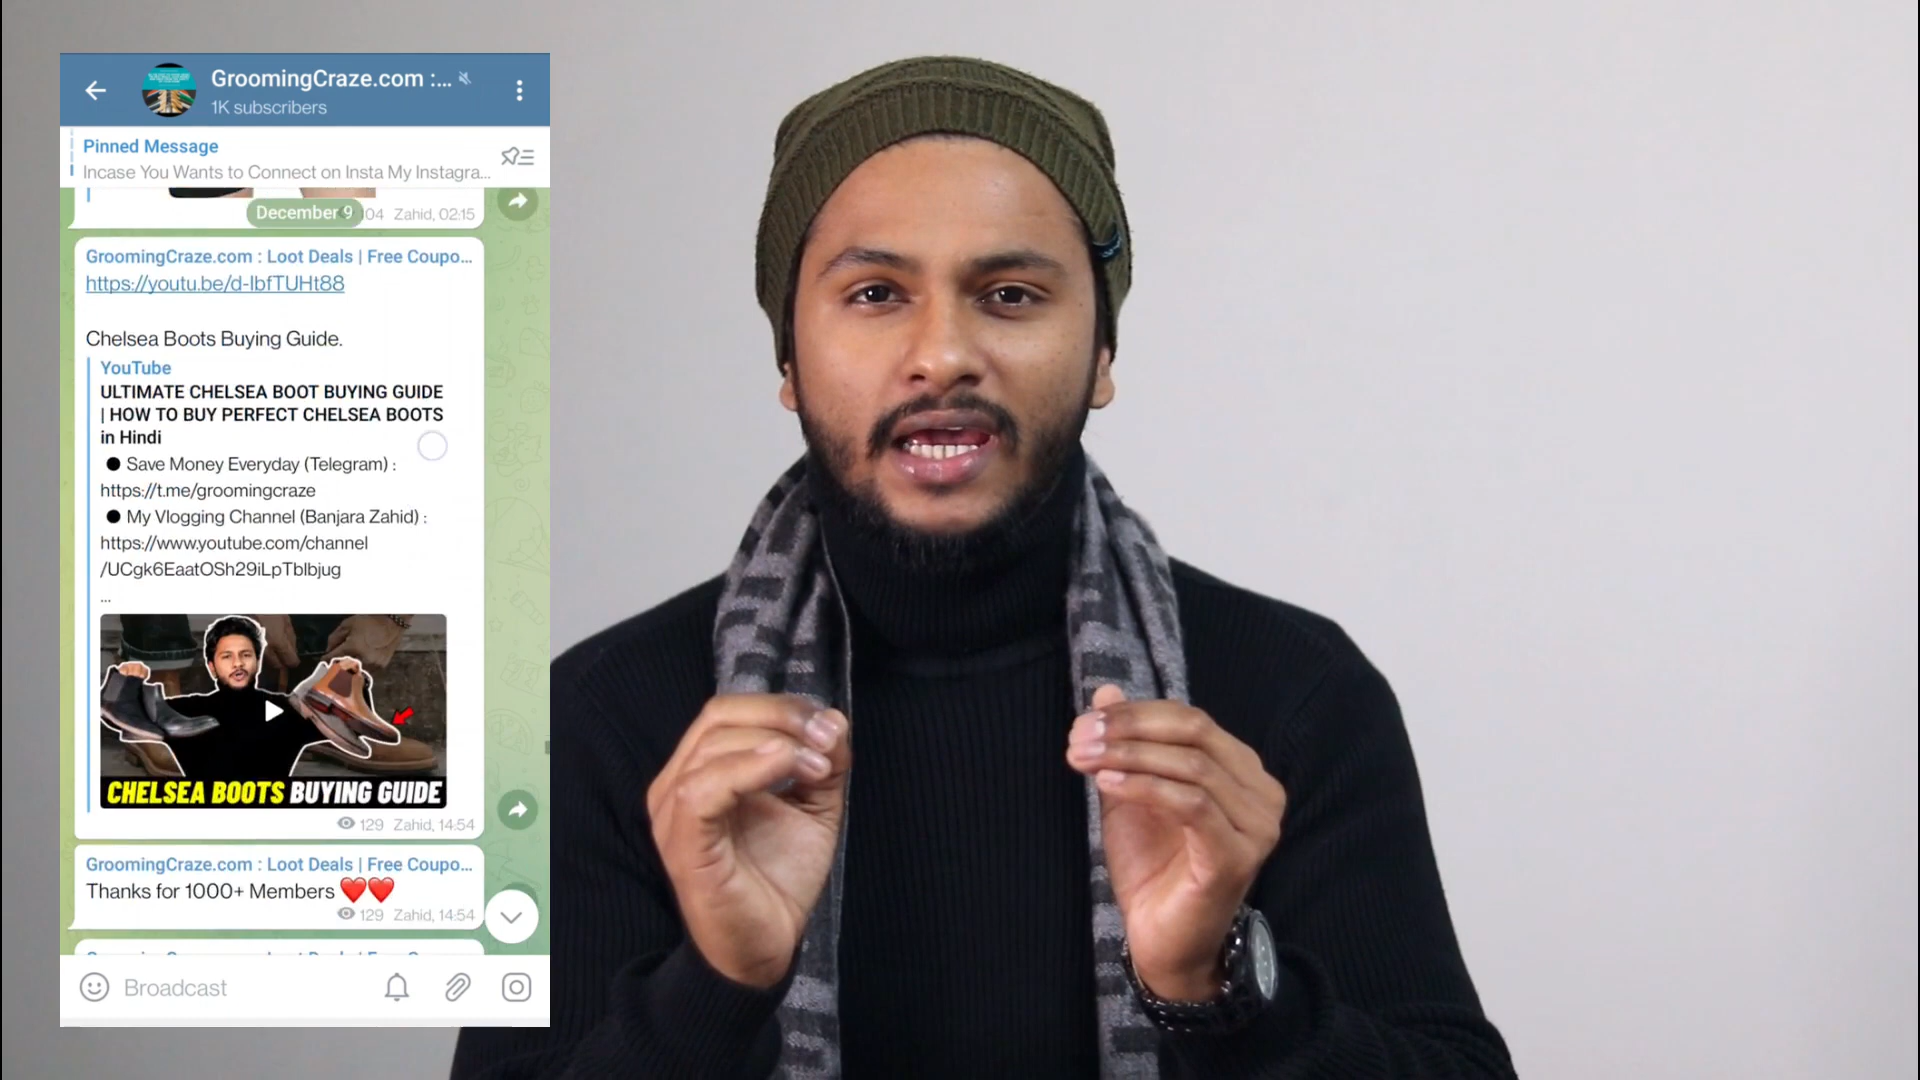 GroomingCraze.com :...
1K subscribers
Pinned Message
Incase You Wants to Connect on Insta My Instagra...
December 9
104 Zahid, 02:15
GroomingCraze.com : Loot Deals | Free Coupo...
https://youtu.be/d-IbfTUHt88
Chelsea Boots Buying Guide.
YouTube
ULTIMATE CHELSEA BOOT BUYING GUIDE
| HOW TO BUY PERFECT CHELSEA BOOTS
in Hindi
● Save Money Everyday (Telegram) :
https://t.me/groomingcraze
● My Vlogging Channel (Banjara Zahid) :
https://www.youtube.com/channel
/UCgk6EaatOSh29iLpTblbjug
...
CHELSEA BOOTS BUYING GUIDE
129 Zahid, 14:54
GroomingCraze.com : Loot Deals | Free Coupo...
Thanks for 1000+ Members ❤️❤️
129 Zahid, 14:54
Broadcast